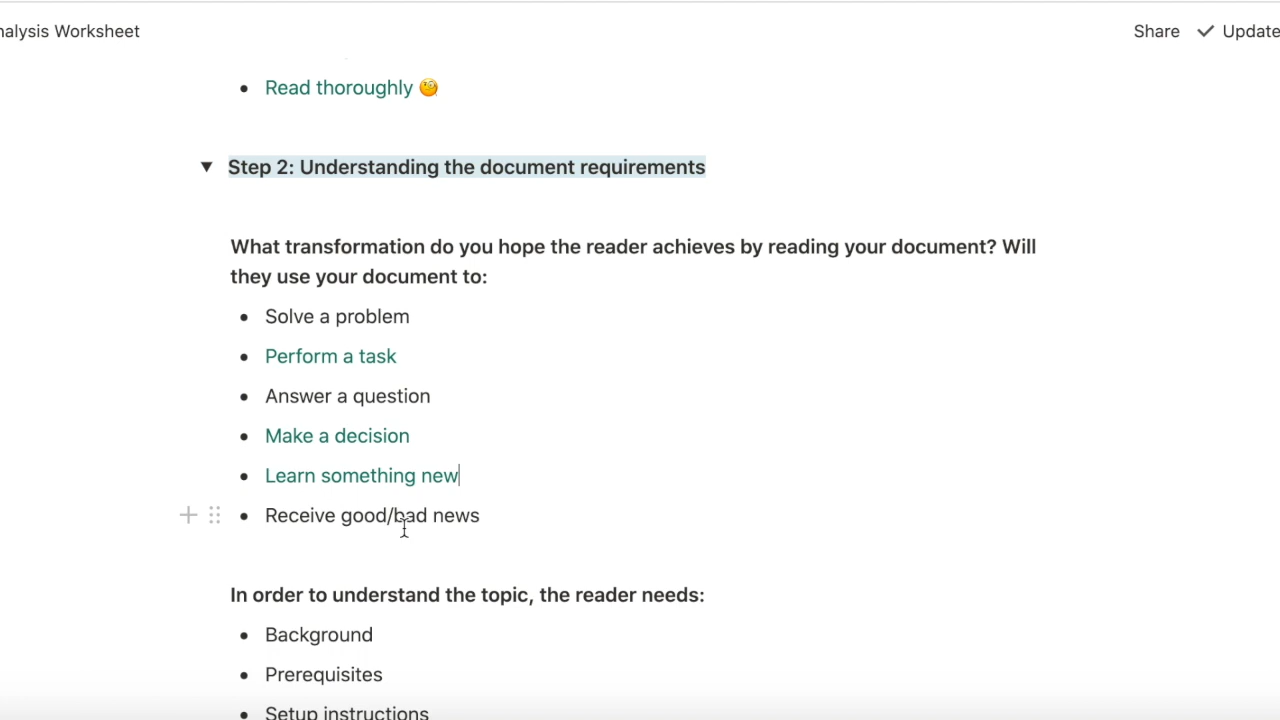 nalysis Worksheet
Share ✓ Update
• Read thoroughly 🧐
▼ Step 2: Understanding the document requirements
What transformation do you hope the reader achieves by reading your document? Will
they use your document to:
• Solve a problem
• Perform a task
• Answer a question
• Make a decision
• Learn something new
• Receive good/bad news
In order to understand the topic, the reader needs:
• Background
• Prerequisites
• Setup instructions